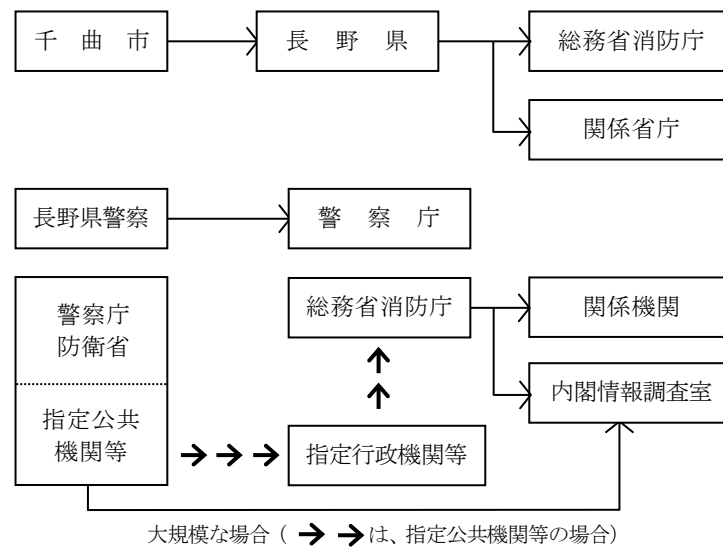 千曲市
長野県
総務省消防庁
関係省庁
長野県警察
警察庁
警察庁
防衛省
総務省消防庁
関係機関
内閣情報調査室
指定公共
機関等
指定行政機関等
大規模な場合（ ➔ ➔は、指定公共機関等の場合）